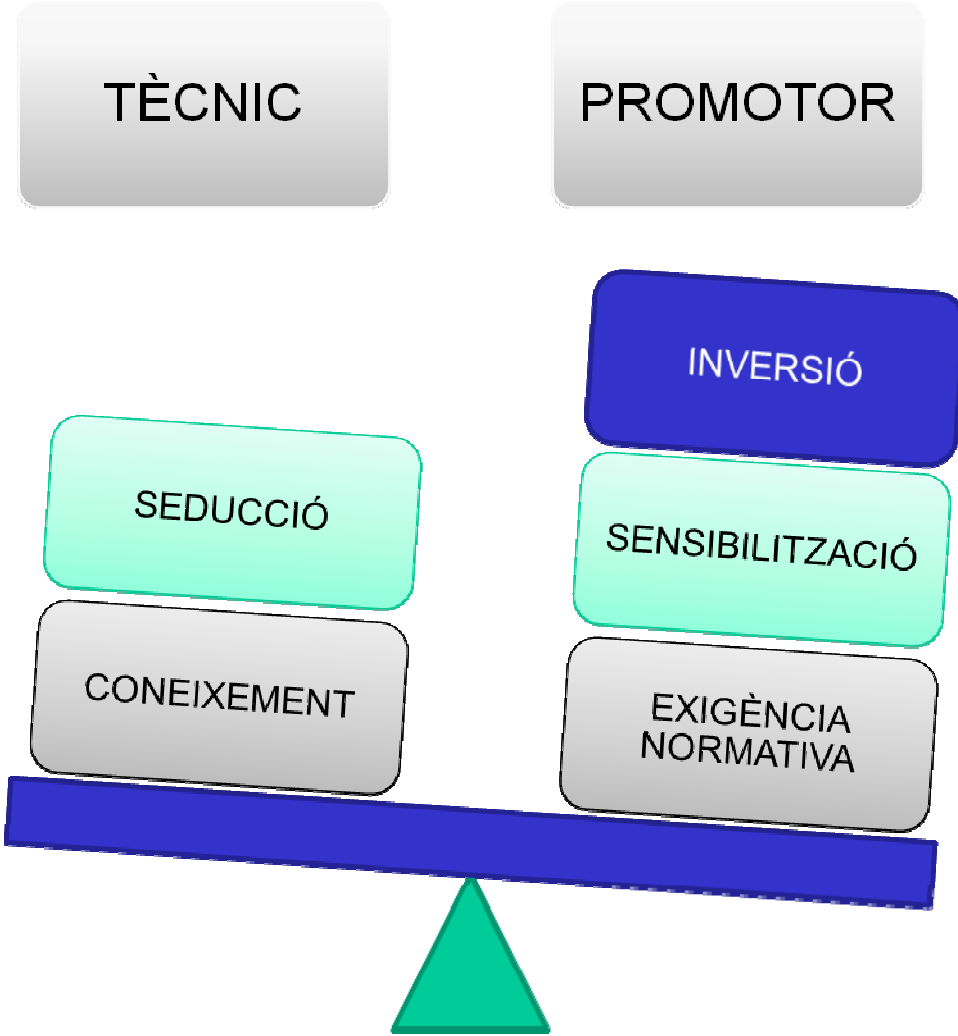 TÈCNIC
PROMOTOR
INVERSIÓ
SEDUCCIÓ
SENSIBILITZACIÓ
CONEIXEMENT
EXIGÈNCIA
NORMATIVA